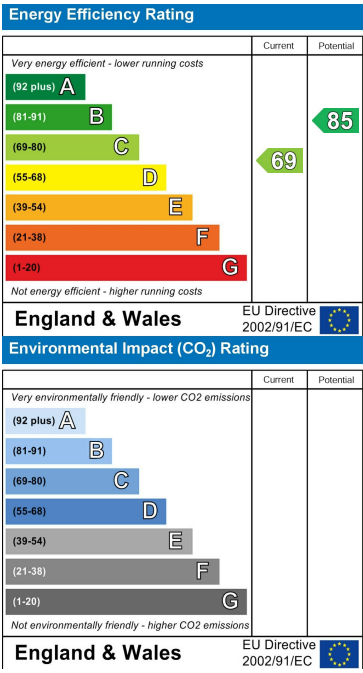 Energy Efficiency Rating
Current Potential
Very energy efficient - lower running costs
(92 plus) A
(81-91) B
85
(69-80) C
69
(55-68) D
(39-54) E
(21-38) F
(1-20) G
Not energy efficient - higher running costs
England & Wales
EU Directive
2002/91/EC
Environmental Impact (CO₂) Rating
Current Potential
Very environmentally friendly - lower CO2 emissions
(92 plus) A
(81-91) B
(69-80) C
(55-68) D
(39-54) E
(21-38) F
(1-20) G
Not environmentally friendly - higher CO2 emissions
England & Wales
EU Directive
2002/91/EC